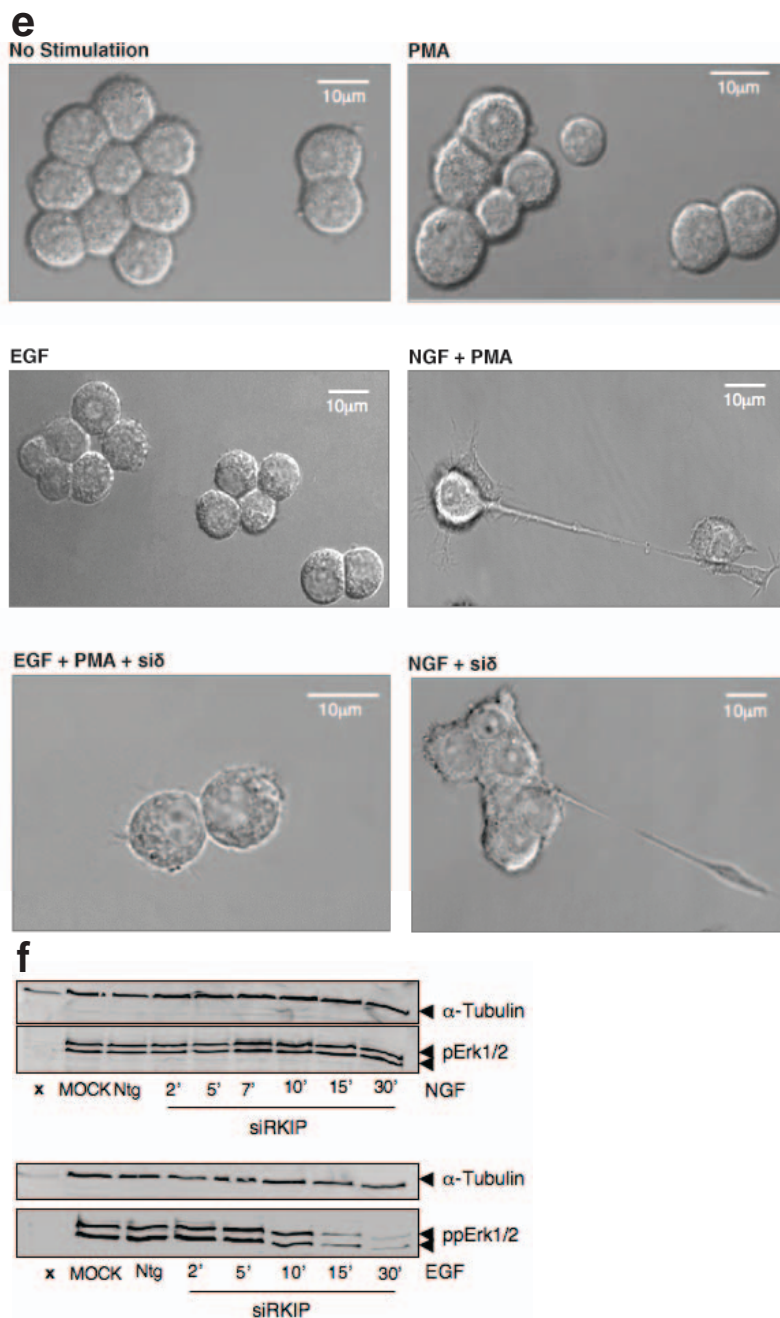 e
No Stimulatiion
PMA
10µm
10µm
EGF
NGF + PMA
10µm
10µm
EGF + PMA + siδ
NGF + siδ
10µm
10µm
f
α-Tubulin
pErk1/2
x MOCK Ntg 2' 5' 7' 10' 15' 30' NGF
siRKIP
α-Tubulin
ppErk1/2
x MOCK Ntg 2' 5' 10' 15' 30' EGF
siRKIP